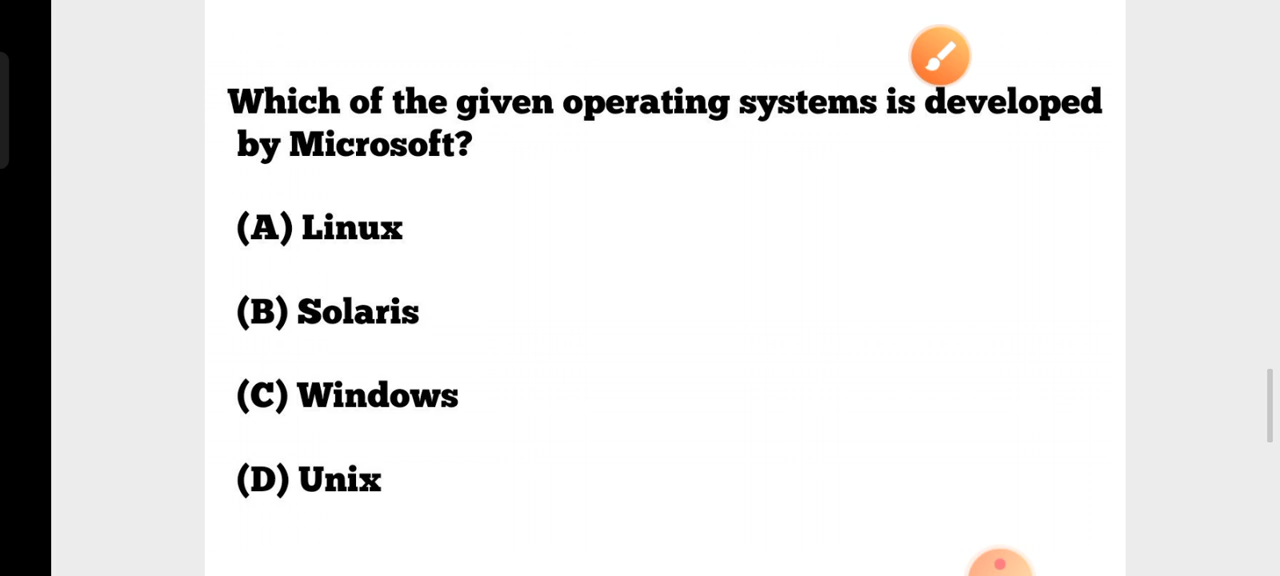 Which of the given operating systems is developed
by Microsoft?
(A) Linux
(B) Solaris
(C) Windows
(D) Unix